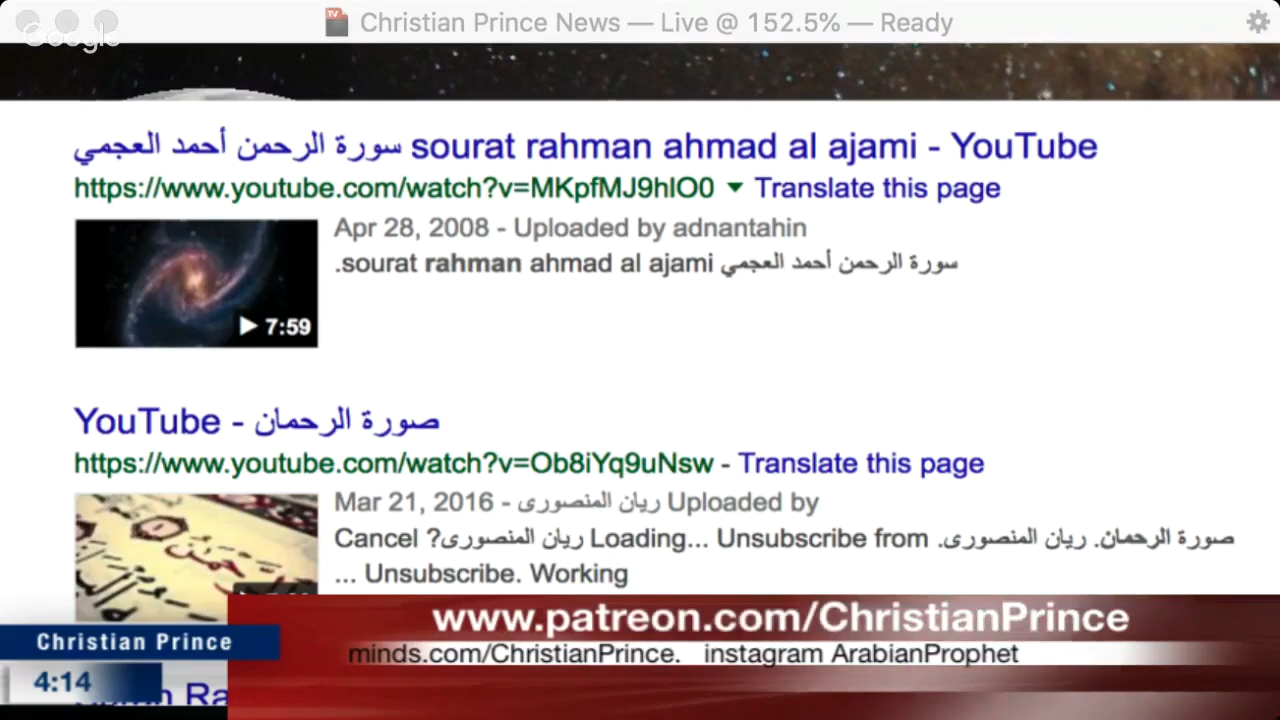 Christian Prince News — Live @ 152.5% — Ready
Google
سورة الرحمن أحمد العجمي sourat rahman ahmad al ajami - YouTube
https://www.youtube.com/watch?v=MKpfMJ9hlO0 ▼ Translate this page
Apr 28, 2008 - Uploaded by adnantahin
.sourat rahman ahmad al ajami سورة الرحمن أحمد العجمي
7:59
YouTube - صورة الرحمان
https://www.youtube.com/watch?v=Ob8iYq9uNsw - Translate this page
Mar 21, 2016 - ريان المنصورى Uploaded by
Cancel ?ريان المنصورى Loading... Unsubscribe from .صورة الرحمان. ريان المنصورى
... Unsubscribe. Working
www.patreon.com/ChristianPrince
Christian Prince
minds.com/ChristianPrince. instagram ArabianProphet
4:14